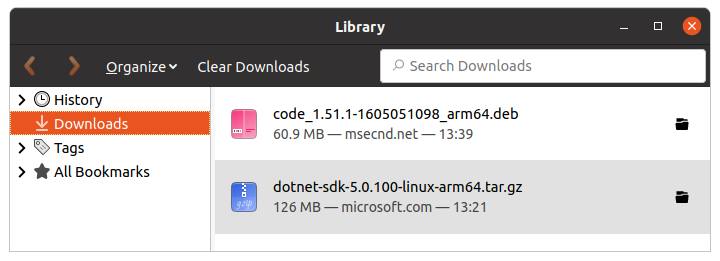 Library
Organize Clear Downloads Search Downloads
History
Downloads
Tags
All Bookmarks
code_1.51.1-1605051098_arm64.deb
60.9 MB — msecnd.net — 13:39
dotnet-sdk-5.0.100-linux-arm64.tar.gz
126 MB — microsoft.com — 13:21
gzip